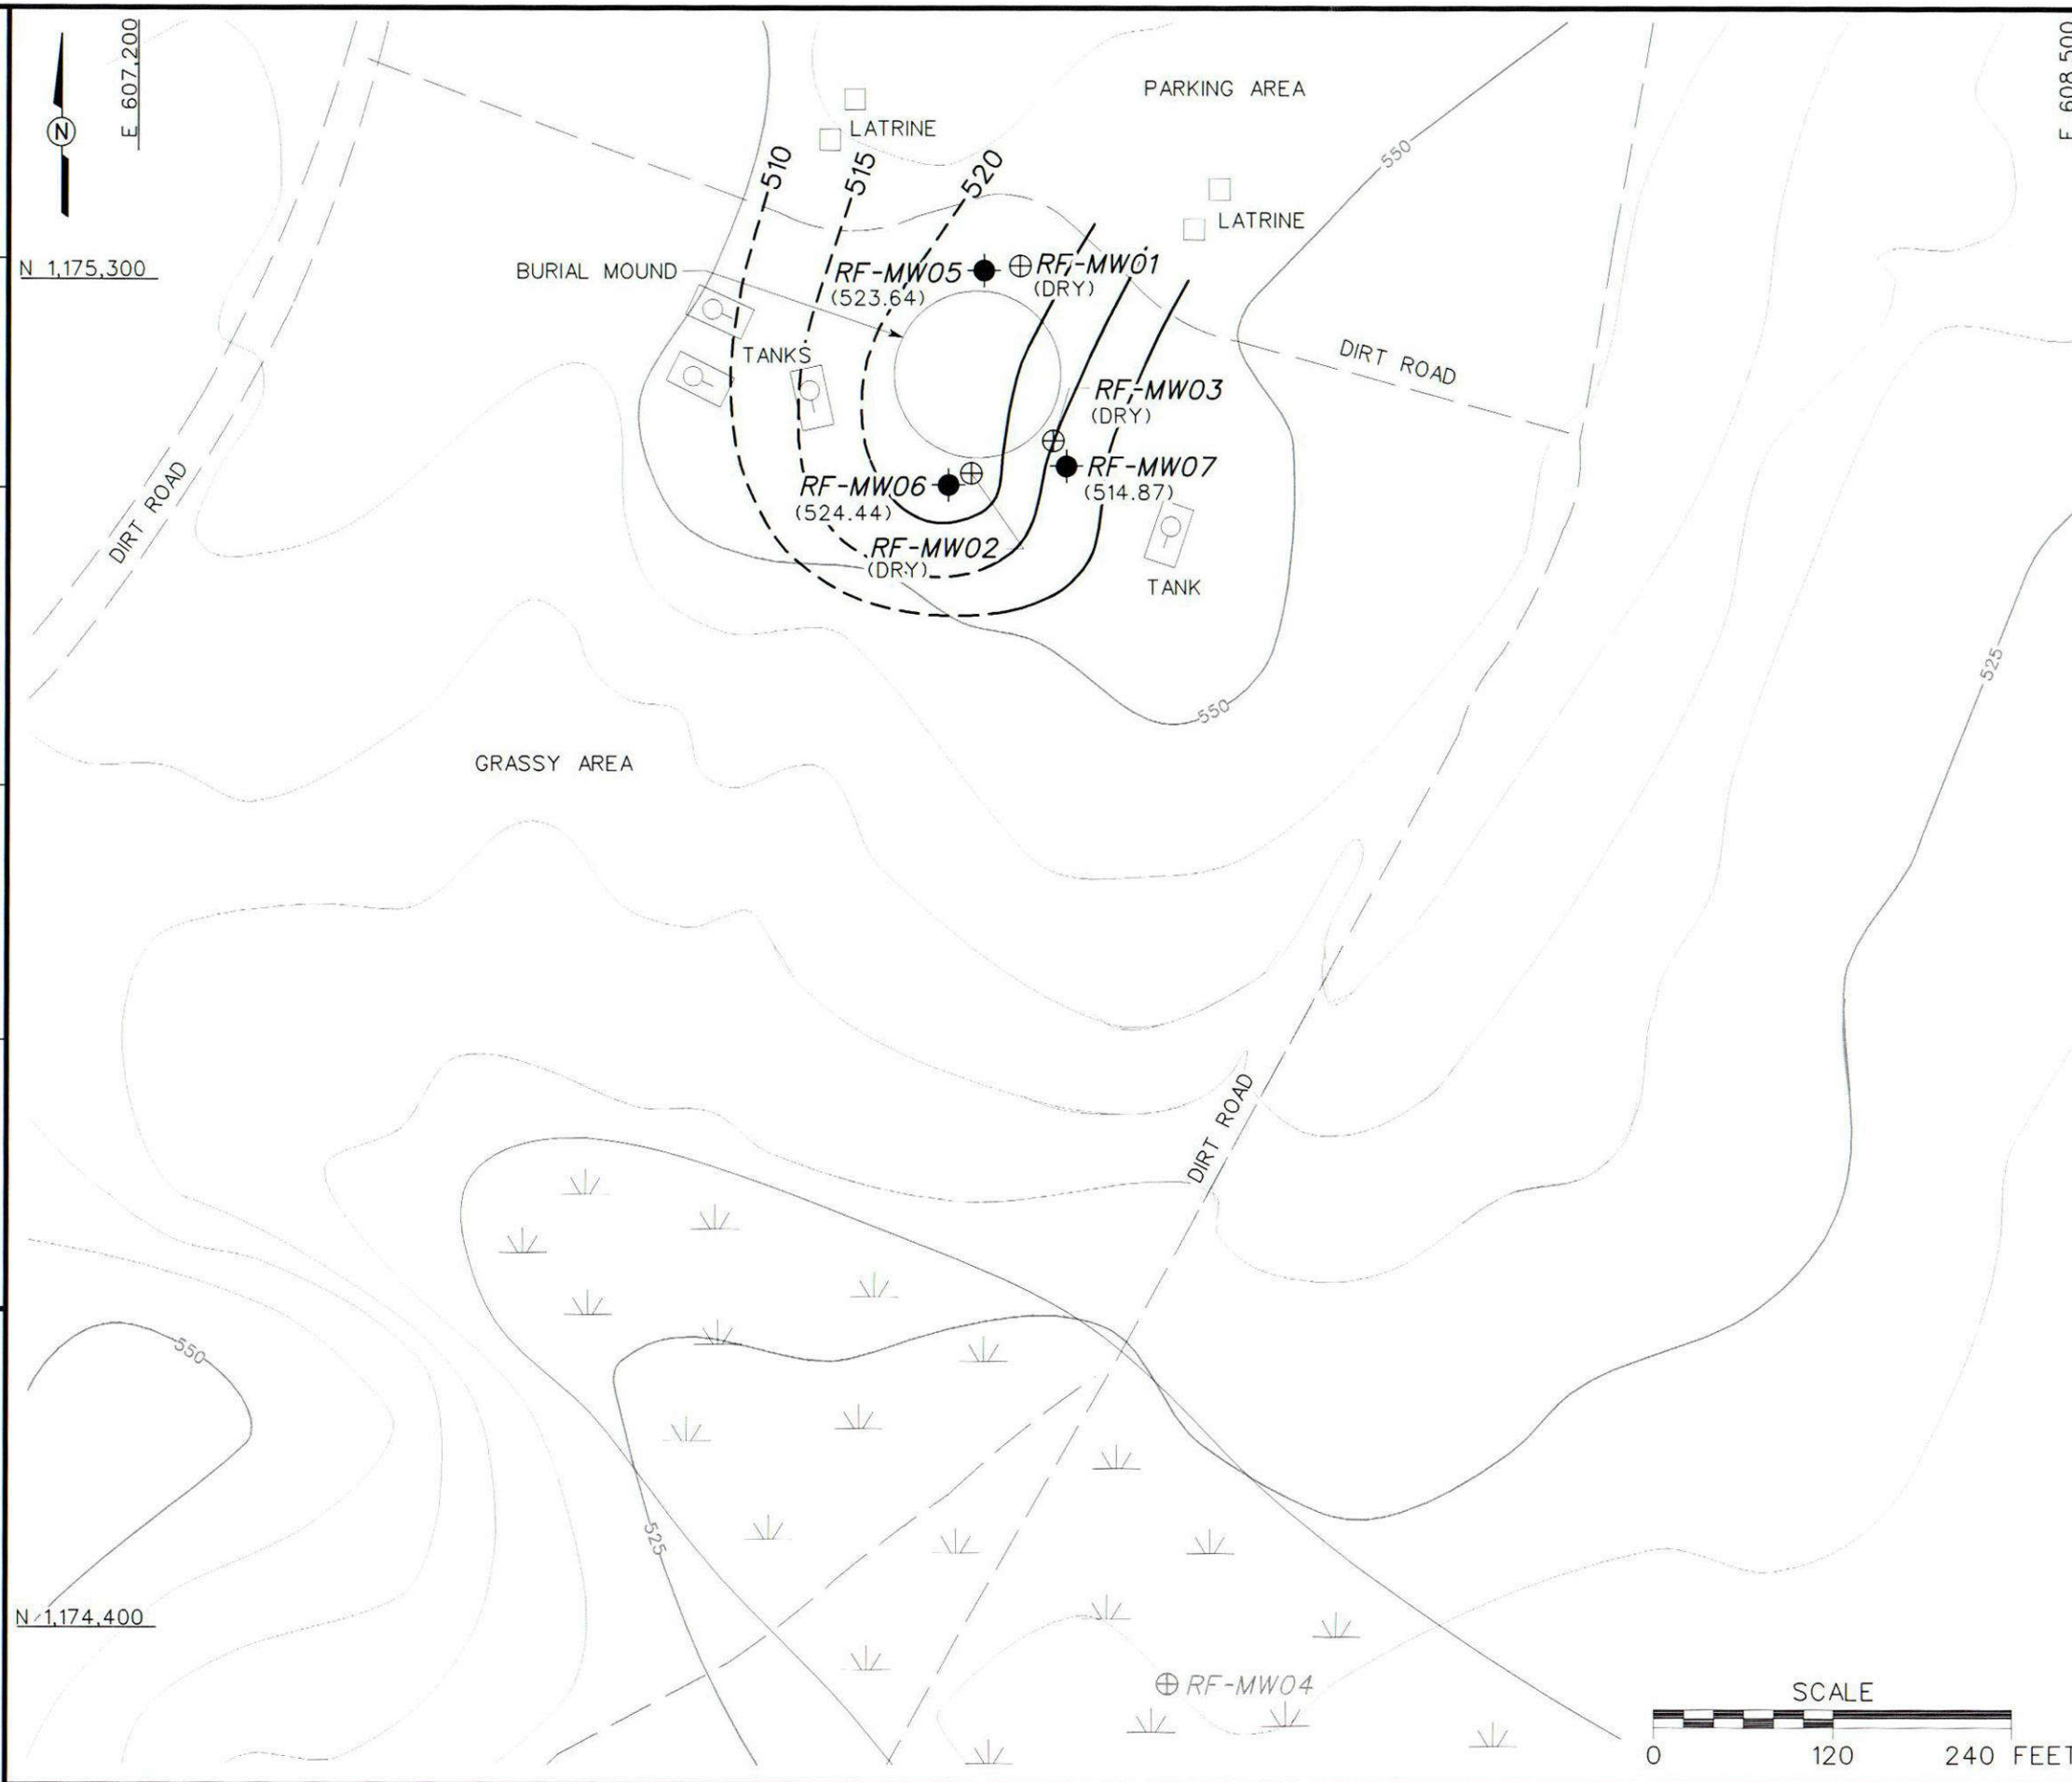 E 607,200
E 608,500
N
PARKING AREA
LATRINE
550
510
515
520
LATRINE
N 1,175,300
BURIAL MOUND
RF-MW05
(523.64)
RF-MW01
(DRY)
TANKS
DIRT ROAD
RF-MW03
(DRY)
RF-MW07
(514.87)
RF-MW06
(524.44)
DIRT ROAD
RF-MW02
(DRY)
TANK
525
550
GRASSY AREA
DIRT ROAD
550
525
N 1,174,400
RF-MW04
SCALE
0 120 240 FEET